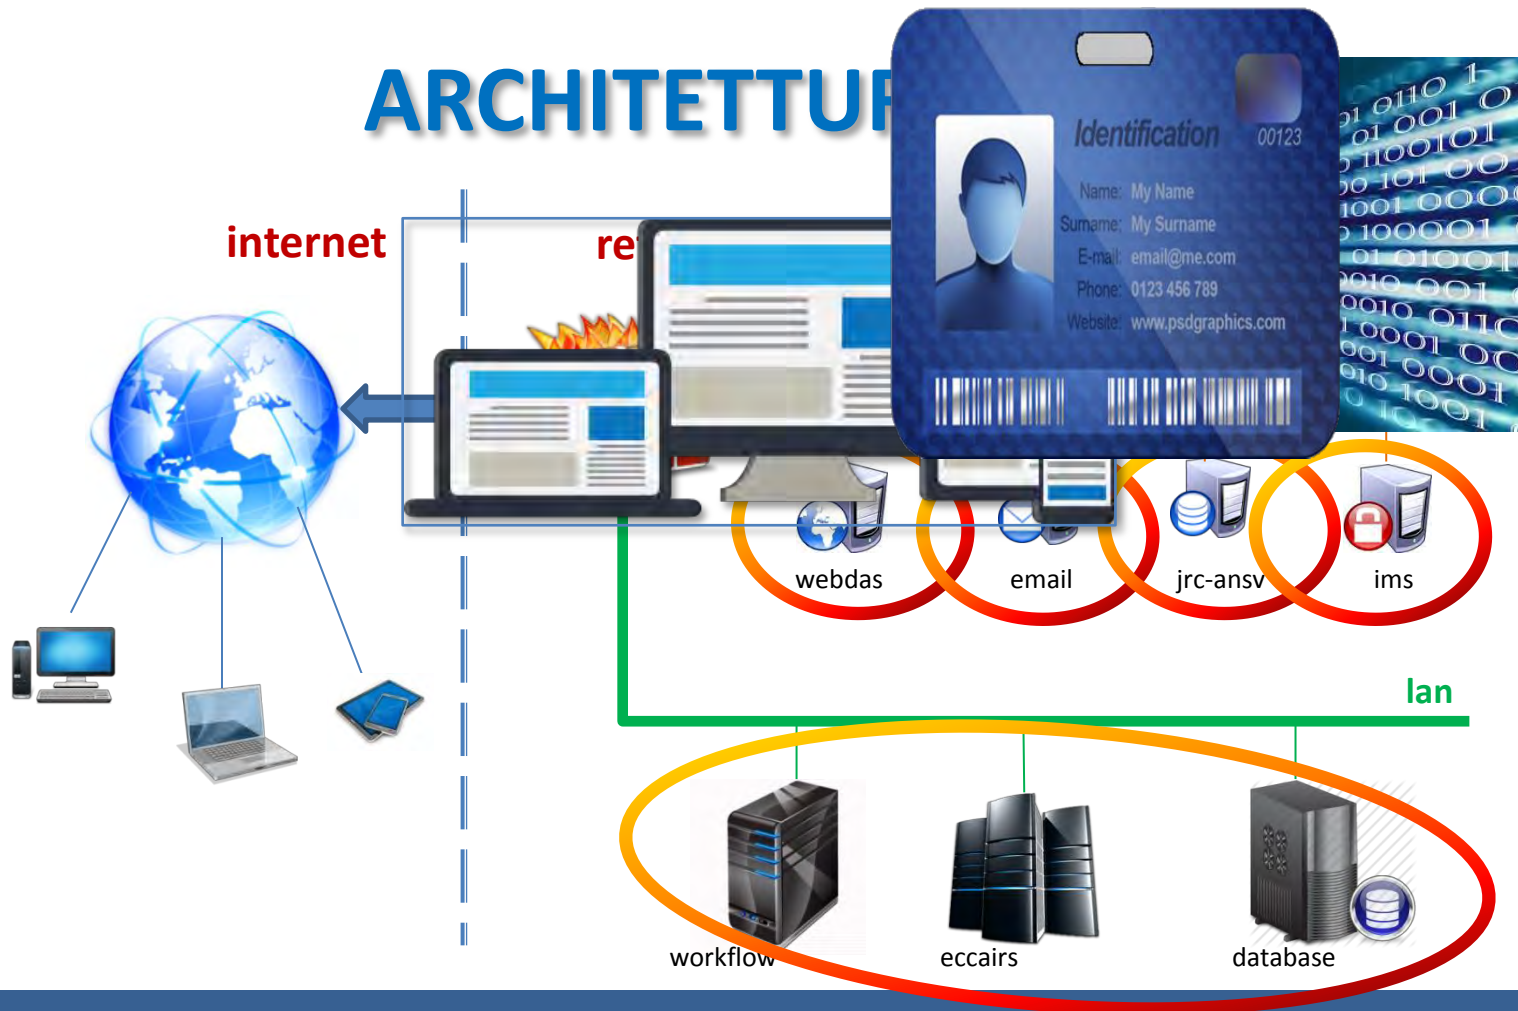 ARCHITETTUR
Identification
00123
Name: My Name
Surname: My Surname
E-mail: email@me.com
Phone: 0123 456 789
Website: www.psdgraphics.com
internet
webdas
email
jrc-ansv
ims
lan
workflow
eccairs
database